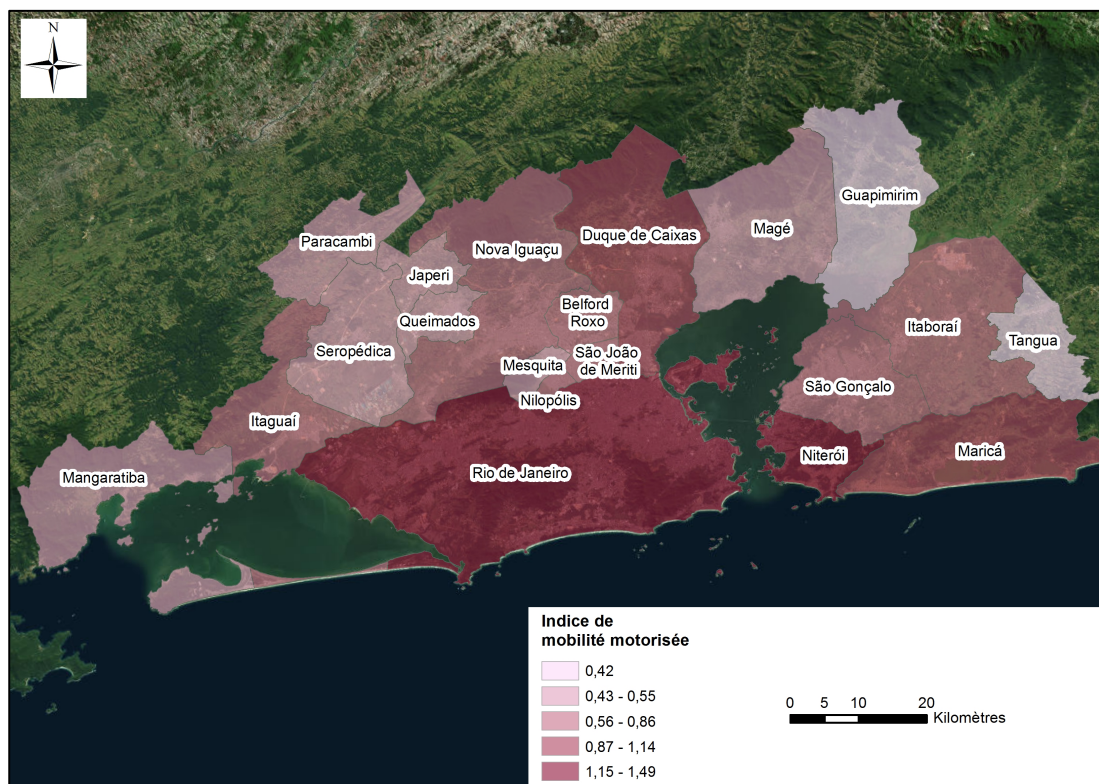 N
Guapimirim
Magé
Duque de Caixas
Paracambi
Nova Iguaçu
Japeri
Belford
Roxo
Queimados
Itaboraí
Tangua
Seropédica
Mesquita
São João
de Meriti
São Gonçalo
Nilopólis
Itaguaí
Maricá
Niterói
Rio de Janeiro
Mangaratiba
Indice de
mobilité motorisée
0,42
0,43 - 0,55
0,56 - 0,86
0,87 - 1,14
1,15 - 1,49
0 5 10 20
Kilomètres